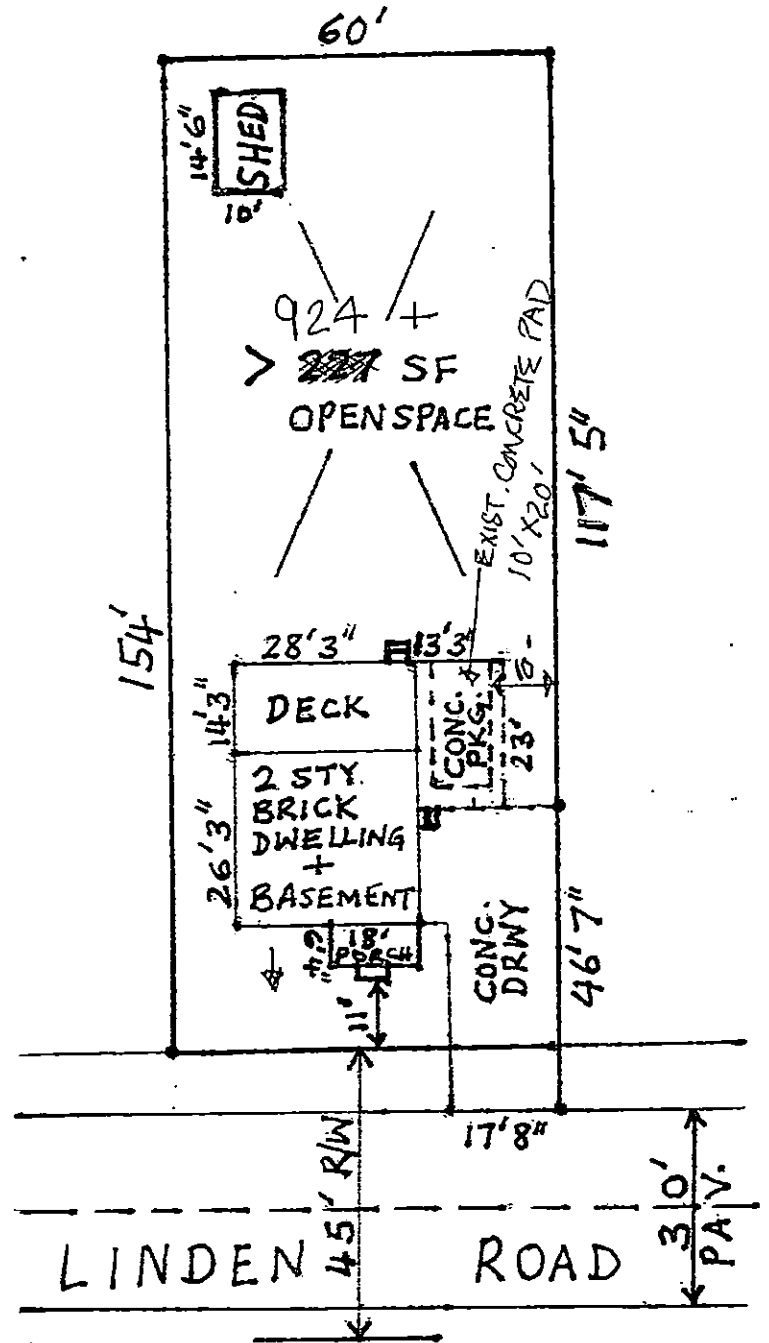 60'
14'6"
SHED
10'
924 +
> SF
OPEN SPACE
EXIST. CONCRETE PAD
10' X 20'
117' 5"
154'
28'3"
13'3"
14'3"
DECK
CONC.
PKG.
23'
2 STY.
BRICK
DWELLING
+
BASEMENT
26'3"
18'
PORCH
11'
CONC.
DRWY
46'7"
17'8"
45' R/W
30'
PAV.
LINDEN ROAD